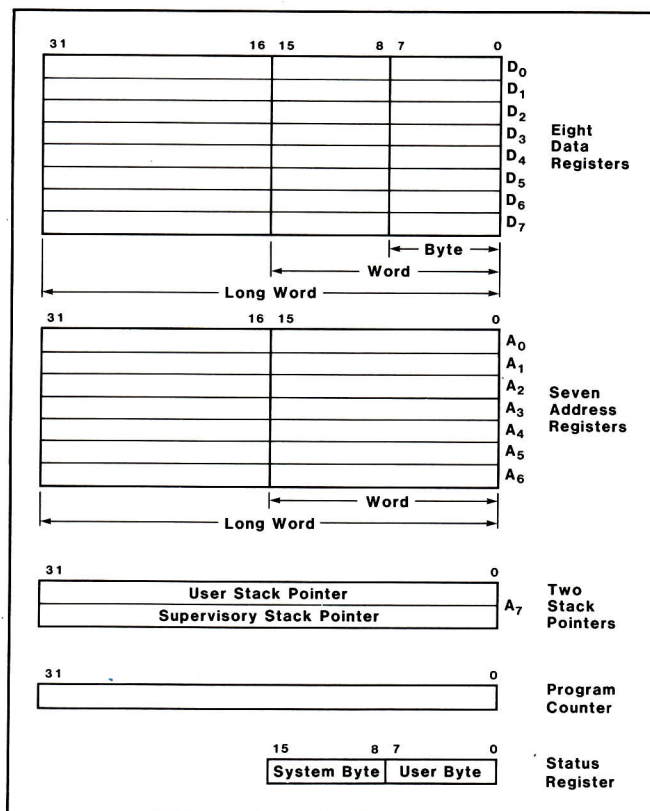 31 16 15 8 7 0
D0
D1
D2
D3
D4
D5
D6
D7
Eight
Data
Registers
Byte
Word
Long Word
31 16 15 0
A0
A1
A2
A3
A4
A5
A6
Seven
Address
Registers
Word
Long Word
31 0
User Stack Pointer
Supervisory Stack Pointer
A7
Two
Stack
Pointers
31 0
Program
Counter
15 8 7 0
System Byte User Byte
Status
Register